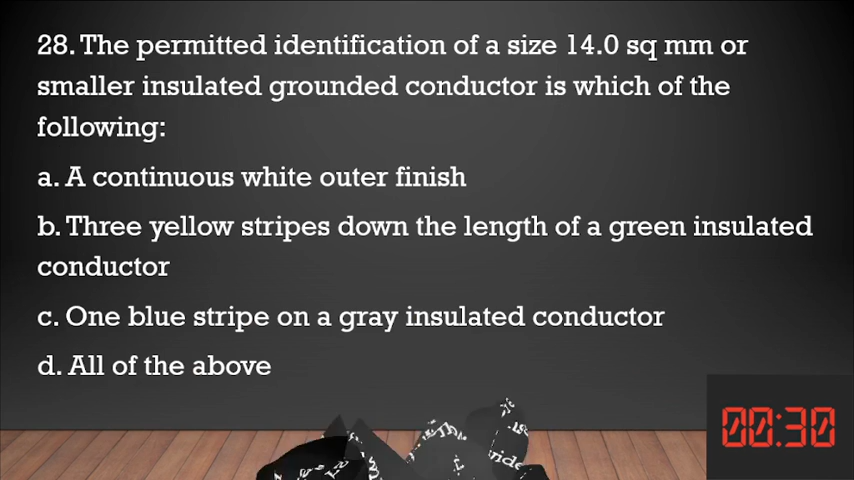 28. The permitted identification of a size 14.0 sq mm or
smaller insulated grounded conductor is which of the
following:
a. A continuous white outer finish
b. Three yellow stripes down the length of a green insulated
conductor
c. One blue stripe on a gray insulated conductor
d. All of the above
00:30